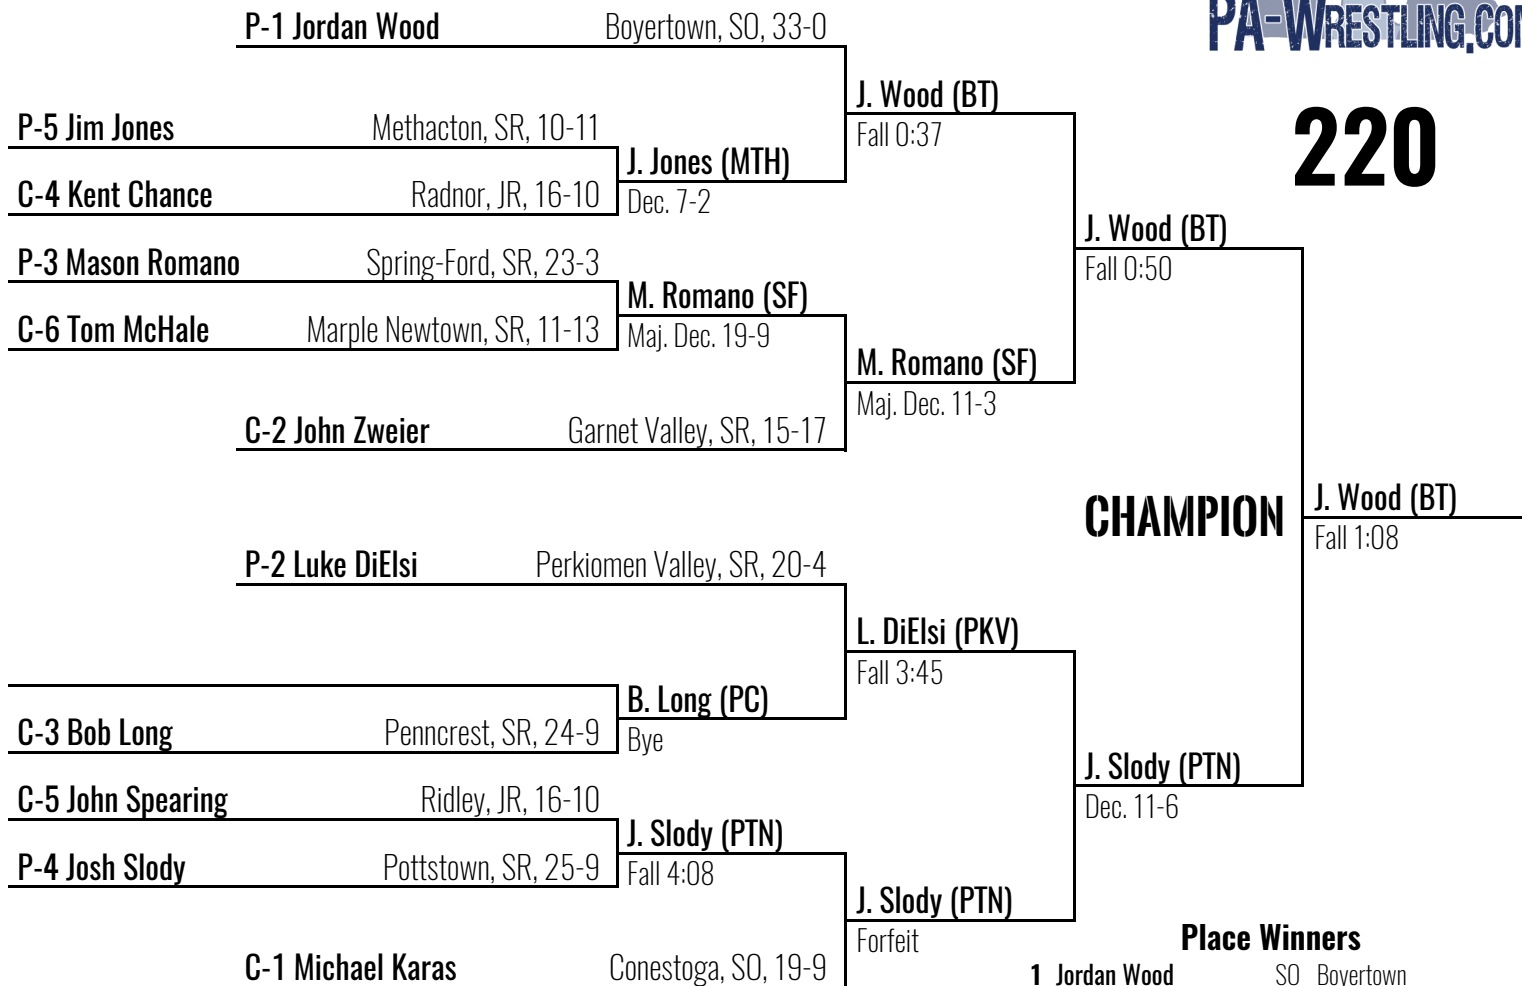 PA-WRESTLING.COM
P-1 Jordan Wood Boyertown, SO, 33-0
J. Wood (BT)
Fall 0:37
220
P-5 Jim Jones Methacton, SR, 10-11
J. Jones (MTH)
Dec. 7-2
C-4 Kent Chance Radnor, JR, 16-10
J. Wood (BT)
Fall 0:50
P-3 Mason Romano Spring-Ford, SR, 23-3
M. Romano (SF)
Maj. Dec. 19-9
C-6 Tom McHale Marple Newtown, SR, 11-13
M. Romano (SF)
Maj. Dec. 11-3
C-2 John Zweier Garnet Valley, SR, 15-17
CHAMPION
J. Wood (BT)
Fall 1:08
P-2 Luke DiElsi Perkiomen Valley, SR, 20-4
L. DiElsi (PKV)
Fall 3:45
B. Long (PC)
Bye
C-3 Bob Long Penncrest, SR, 24-9
J. Slody (PTN)
Dec. 11-6
C-5 John Spearing Ridley, JR, 16-10
J. Slody (PTN)
Fall 4:08
P-4 Josh Slody Pottstown, SR, 25-9
J. Slody (PTN)
Forfeit
C-1 Michael Karas Conestoga, SO, 19-9
Place Winners
1 Jordan Wood SO Boyertown